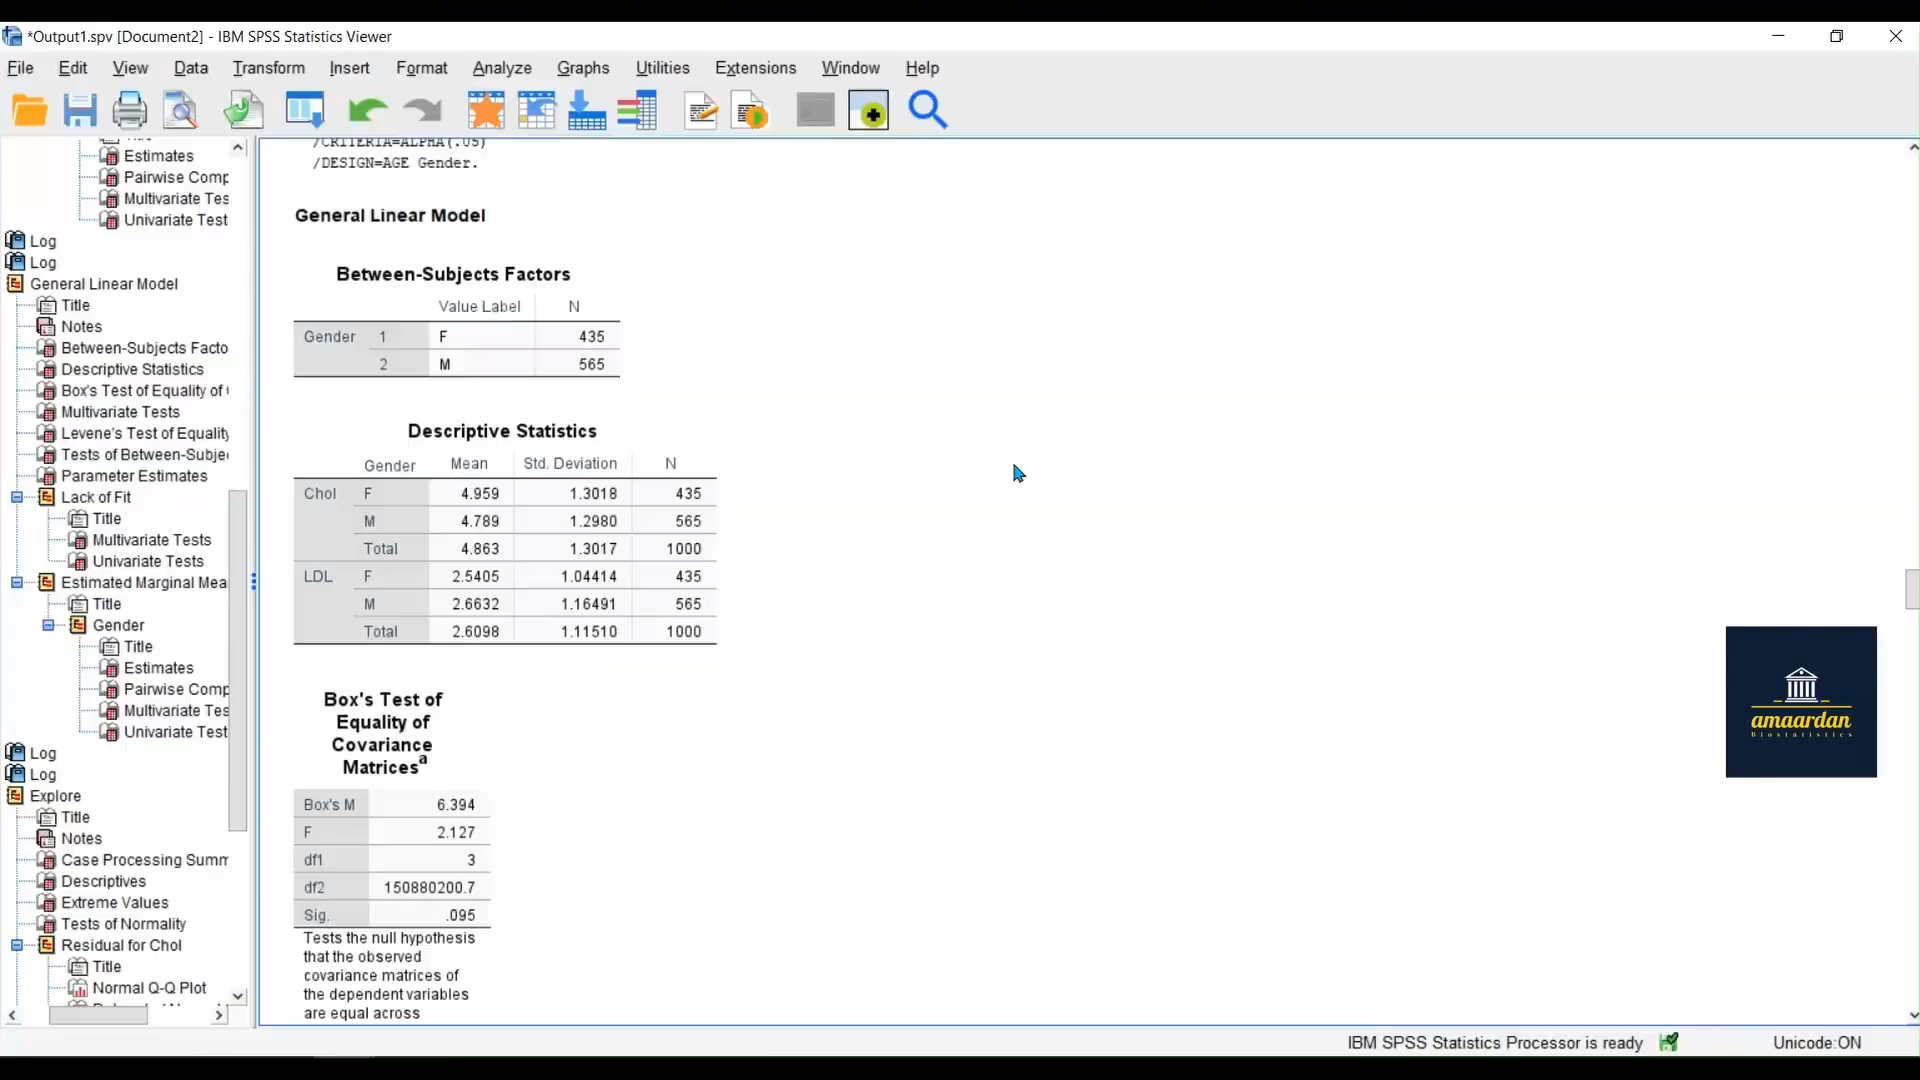 *Output1.spv [Document2] - IBM SPSS Statistics Viewer
File Edit View Data Transform Insert Format Analyze Graphs Utilities Extensions Window Help
Estimates
Pairwise Comp
Multivariate Tes
Univariate Test
Log
Log
General Linear Model
Title
Notes
Between-Subjects Facto
Descriptive Statistics
Box's Test of Equality of
Multivariate Tests
Levene's Test of Equality
Tests of Between-Subje
Parameter Estimates
Lack of Fit
Title
Multivariate Tests
Univariate Tests
Estimated Marginal Mea
Title
Gender
Title
Estimates
Pairwise Comp
Multivariate Tes
Univariate Test
Log
Log
Explore
Title
Notes
Case Processing Summ
Descriptives
Extreme Values
Tests of Normality
Residual for Chol
Title
Normal Q-Q Plot
/CRITERIA=ALPHA(.05)
/DESIGN=AGE Gender.
General Linear Model
Between-Subjects Factors
Value Label N
Gender 1 F 435
2 M 565
Descriptive Statistics
Gender Mean Std. Deviation N
Chol F 4.959 1.3018 435
M 4.789 1.2980 565
Total 4.863 1.3017 1000
LDL F 2.5405 1.04414 435
M 2.6632 1.16491 565
Total 2.6098 1.11510 1000
Box's Test of
Equality of
Covariance
Matricesa
Box's M 6.394
F 2.127
df1 3
df2 150880200.7
Sig. .095
Tests the null hypothesis
that the observed
covariance matrices of
the dependent variables
are equal across
amaardan
Biostatistics
IBM SPSS Statistics Processor is ready Unicode:ON